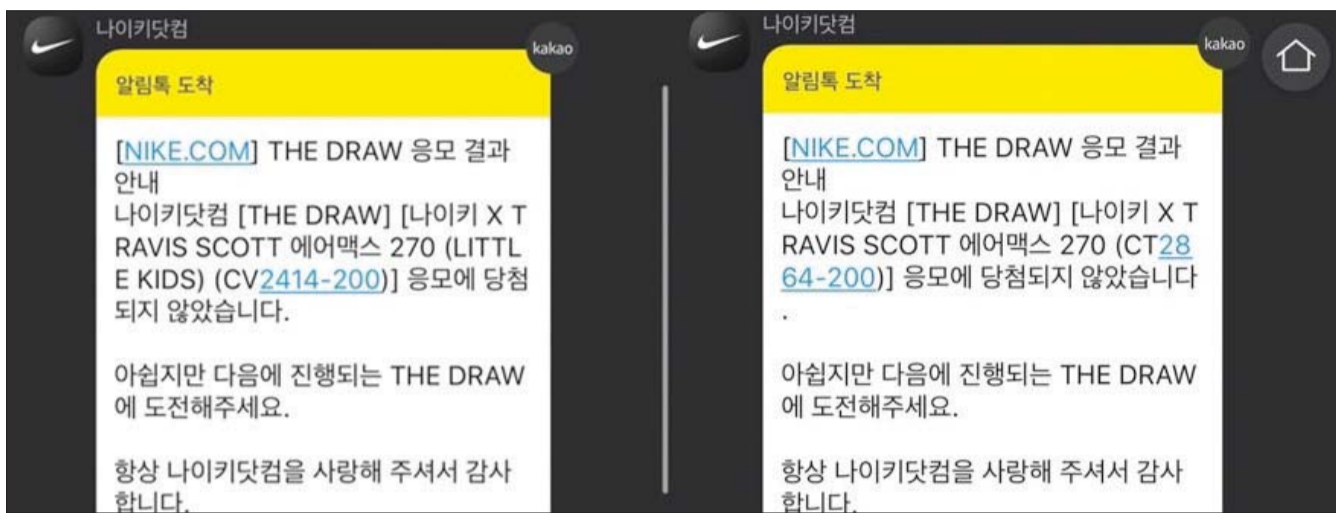 나이키닷컴
kakao
알림톡 도착
[NIKE.COM] THE DRAW 응모 결과
안내
나이키닷컴 [THE DRAW] [나이키 X T
RAVIS SCOTT 에어맥스 270 (LITTL
E KIDS) (CV2414-200)] 응모에 당첨
되지 않았습니다.
아쉽지만 다음에 진행되는 THE DRAW
에 도전해주세요.
항상 나이키닷컴을 사랑해 주셔서 감사
합니다.
나이키닷컴
kakao
알림톡 도착
[NIKE.COM] THE DRAW 응모 결과
안내
나이키닷컴 [THE DRAW] [나이키 X T
RAVIS SCOTT 에어맥스 270 (CT28
64-200)] 응모에 당첨되지 않았습니다
.
아쉽지만 다음에 진행되는 THE DRAW
에 도전해주세요.
항상 나이키닷컴을 사랑해 주셔서 감사
합니다.